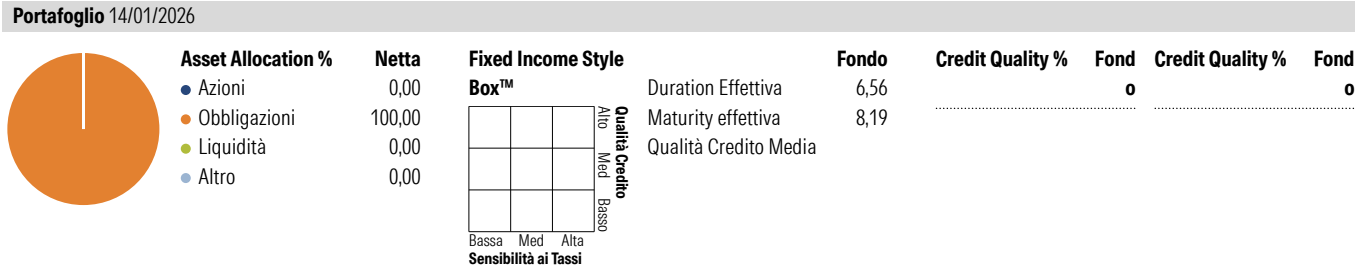 Portafoglio 14/01/2026
Asset Allocation % Netta
Azioni 0,00
Obbligazioni 100,00
Liquidità 0,00
Altro 0,00
Fixed Income Style
Box™
Alto Med Basso
Qualità Credito
Bassa Med Alta
Sensibilità ai Tassi
Fondo
Duration Effettiva 6,56
Maturity effettiva 8,19
Qualità Credito Media
Credit Quality % Fond
o
Credit Quality % Fond
o